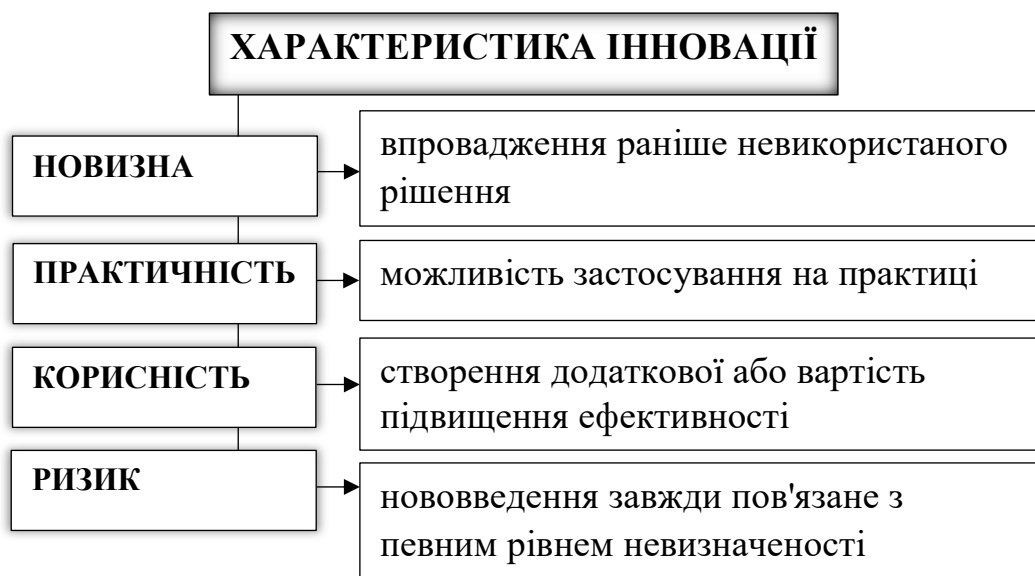 ХАРАКТЕРИСТИКА ІННОВАЦІЇ
НОВИЗНА
впровадження раніше невикористаного
рішення
ПРАКТИЧНІСТЬ
можливість застосування на практиці
КОРИСНІСТЬ
створення додаткової або вартість
підвищення ефективності
РИЗИК
нововведення завжди пов'язане з
певним рівнем невизначеності